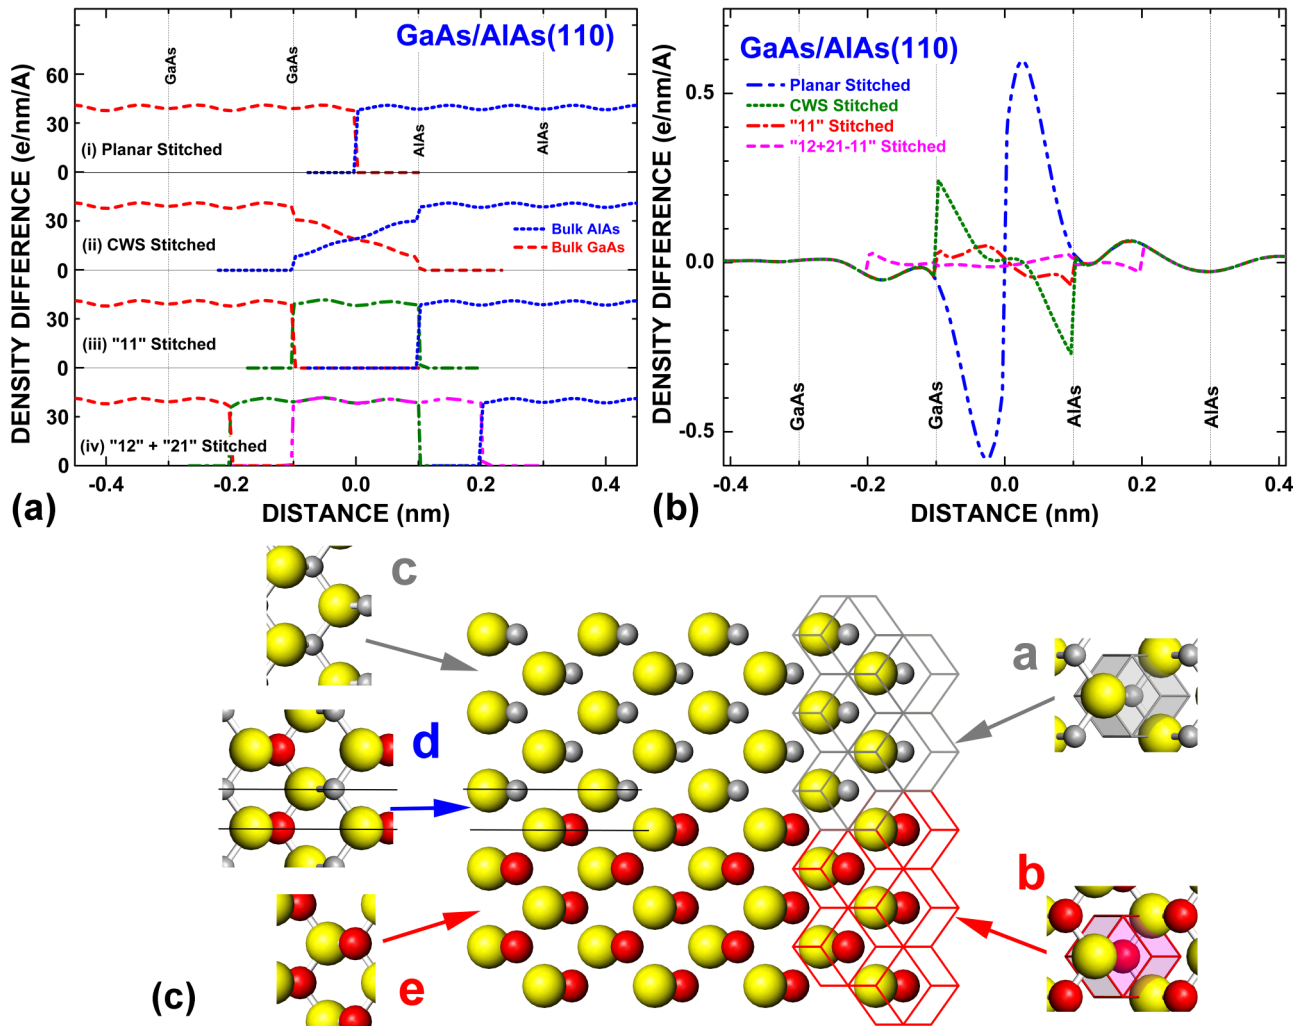 GaAs/AlAs(110)
DENSITY DIFFERENCE (e/nm/A)
60
30
0
30
0
30
0
30
0
GaAs
GaAs
AlAs
AlAs
(i) Planar Stitched
(ii) CWS Stitched
Bulk AlAs
Bulk GaAs
(iii) "11" Stitched
(iv) "12" + "21" Stitched
-0.4
-0.2
0.0
0.2
0.4
DISTANCE (nm)
(a)
GaAs/AlAs(110)
DENSITY DIFFERENCE (e/nm/A)
Planar Stitched
CWS Stitched
"11" Stitched
"12+21-11" Stitched
0.5
0.0
-0.5
GaAs
GaAs
AlAs
AlAs
-0.4
-0.2
0.0
0.2
0.4
DISTANCE (nm)
(b)
c
a
d
b
e
(c)